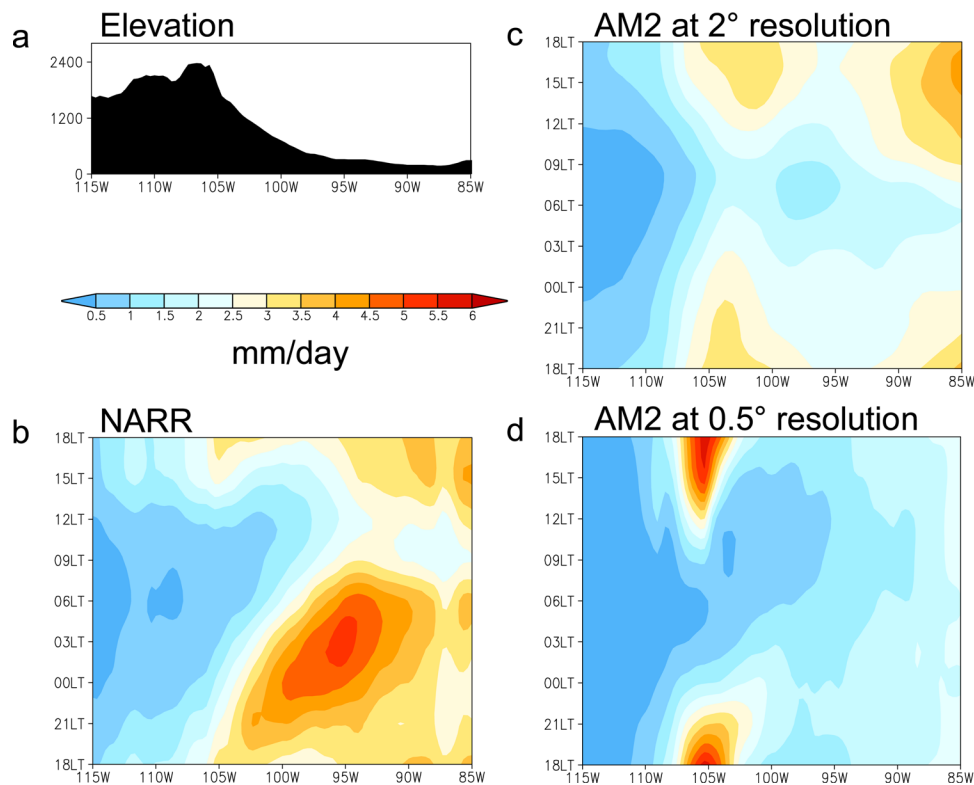 a
Elevation
2400
1200
0
115W 110W 105W 100W 95W 90W 85W
0.5 1 1.5 2 2.5 3 3.5 4 4.5 5 5.5 6
mm/day
b
NARR
18LT
15LT
12LT
09LT
06LT
03LT
00LT
21LT
18LT
115W 110W 105W 100W 95W 90W 85W
c
AM2 at 2° resolution
18LT
15LT
12LT
09LT
06LT
03LT
00LT
21LT
18LT
115W 110W 105W 100W 95W 90W 85W
d
AM2 at 0.5° resolution
18LT
15LT
12LT
09LT
06LT
03LT
00LT
21LT
18LT
115W 110W 105W 100W 95W 90W 85W